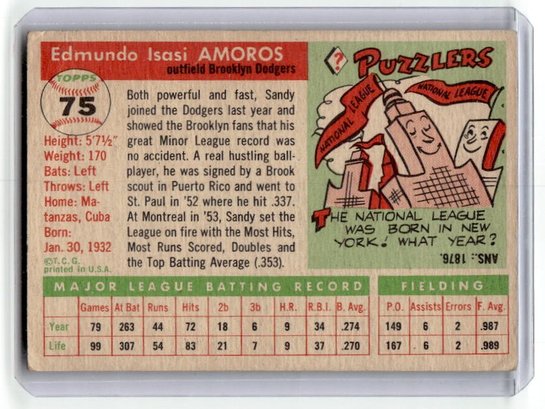 Edmundo Isasi AMOROS
outfield Brooklyn Dodgers
TOPPS
75
Height: 5'7½"
Weight: 170
Bats: Left
Throws: Left
Home: Ma-
tanzas, Cuba
Born:
Jan. 30, 1932
©T.C.G.
printed in U.S.A.
Both powerful and fast, Sandy
joined the Dodgers last year and
showed the Brooklyn fans that his
great Minor League record was
no accident. A real hustling ball-
player, he was signed by a Brook
scout in Puerto Rico and went to
St. Paul in '52 where he hit .337.
At Montreal in '53, Sandy set the
League on fire with the Most Hits,
Most Runs Scored, Doubles and
the Top Batting Average (.353).
? PUZZLERS
NATIONAL LEAGUE
NATIONAL LEAGUE
THE NATIONAL LEAGUE
WAS BORN IN NEW
YORK! WHAT YEAR?
ANS.: 1876.
MAJOR LEAGUE BATTING RECORD
Games At Bat Runs Hits 2b 3b H.R. R.B.I. B. Avg.
Year 79 263 44 72 18 6 9 34 .274
Life 99 307 54 83 21 7 9 37 .270
FIELDING
P.O. Assists Errors F. Avg.
149 6 2 .987
167 6 2 .989